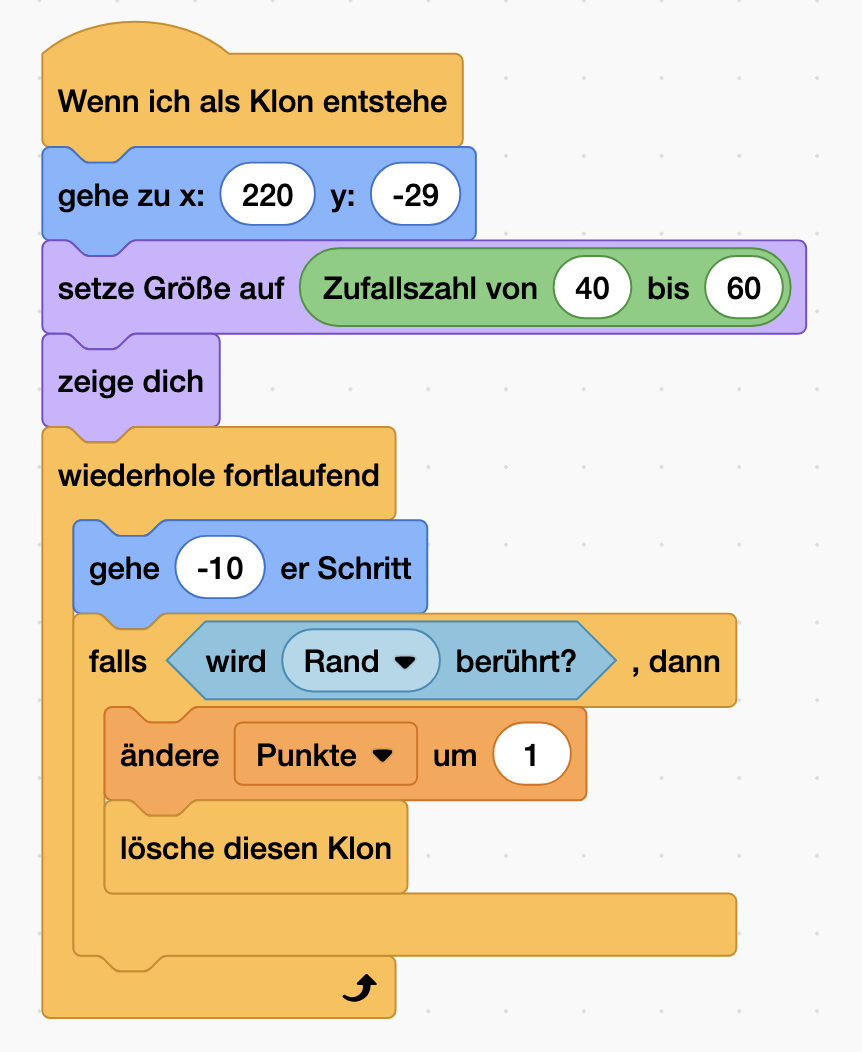 Wenn ich als Klon entstehe
gehe zu x: 220 y: -29
setze Größe auf Zufallszahl von 40 bis 60
zeige dich
wiederhole fortlaufend
gehe -10 er Schritt
falls wird Rand berührt? , dann
ändere Punkte um 1
lösche diesen Klon